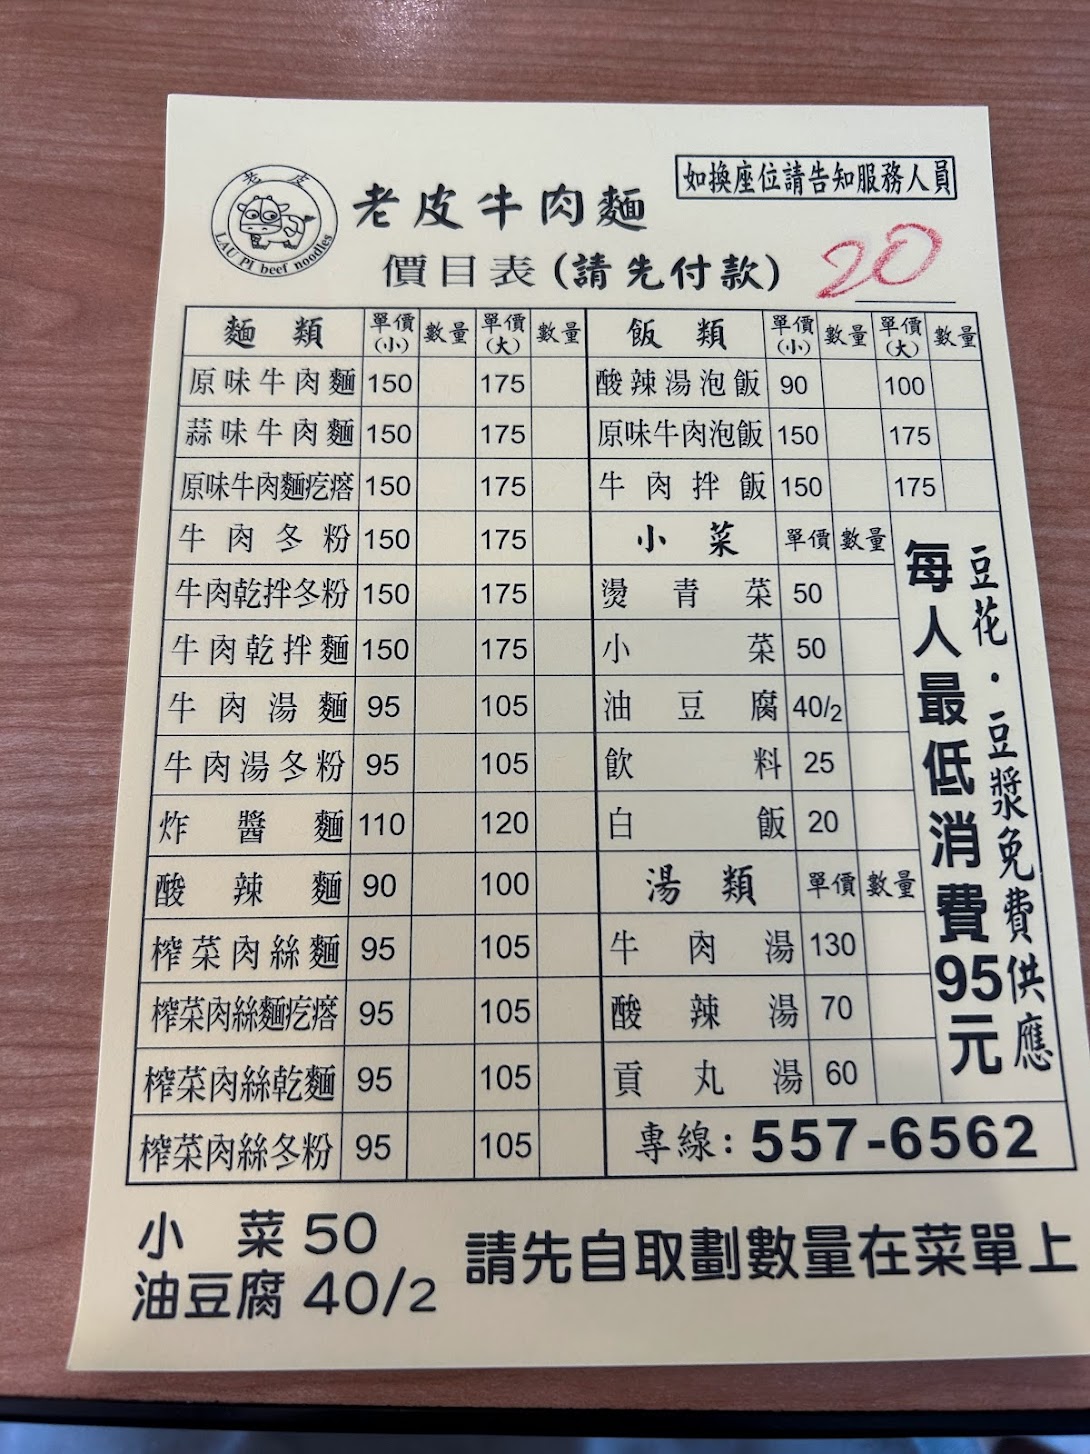 如換座位請告知服務人員
老皮
LAU PI beef noodles
老皮牛肉麵
價目表(請先付款)
20
麵類 單價(小) 數量 單價(大) 數量
原味牛肉麵 150 175
蒜味牛肉麵 150 175
原味牛肉麵疙瘩 150 175
牛肉冬粉 150 175
牛肉乾拌冬粉 150 175
牛肉乾拌麵 150 175
牛肉湯麵 95 105
牛肉湯冬粉 95 105
炸醬麵 110 120
酸辣麵 90 100
榨菜肉絲麵 95 105
榨菜肉絲麵疙瘩 95 105
榨菜肉絲乾麵 95 105
榨菜肉絲冬粉 95 105
飯類 單價(小) 數量 單價(大) 數量
酸辣湯泡飯 90 100
原味牛肉泡飯 150 175
牛肉拌飯 150 175
小菜 單價 數量
燙青菜 50
小菜 50
油豆腐 40/2
飲料 25
白飯 20
湯類 單價 數量
牛肉湯 130
酸辣湯 70
貢丸湯 60
豆花．豆漿免費供應
每人最低消費95元
專線：557-6562
小菜 50
油豆腐 40/2
請先自取劃數量在菜單上